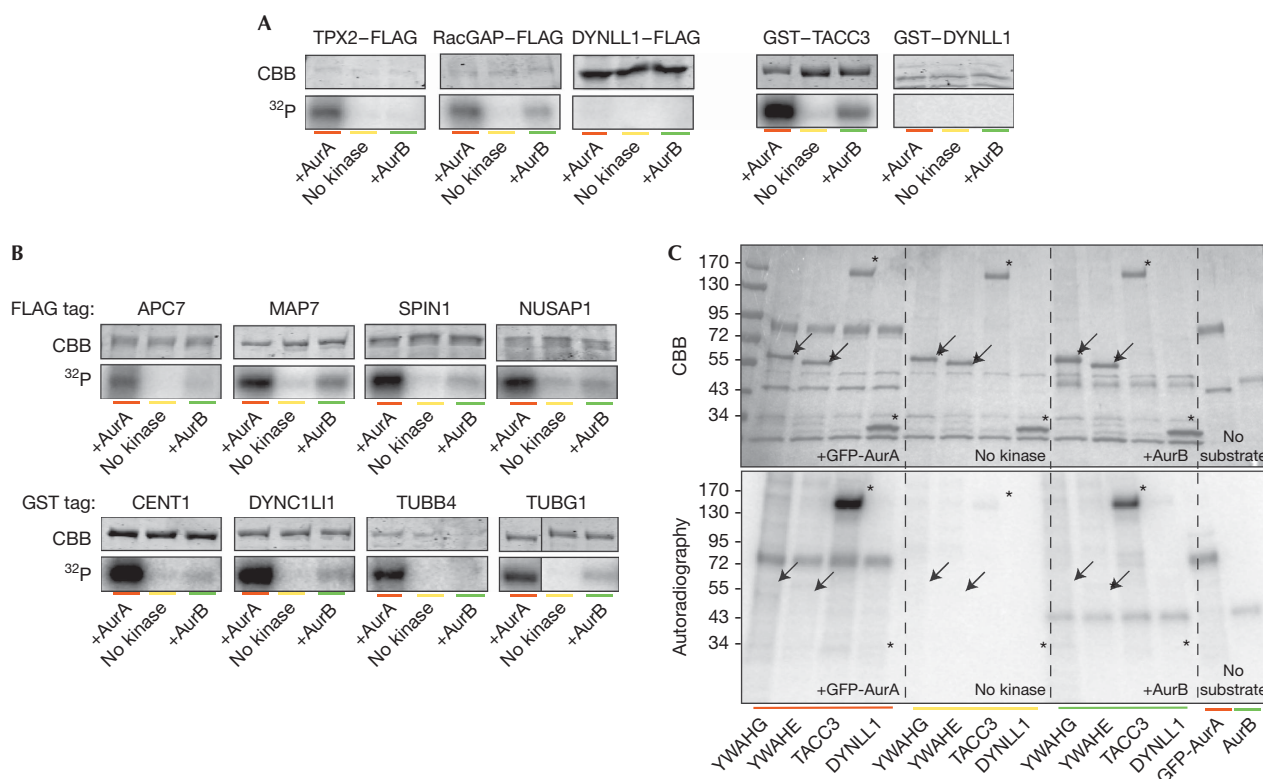 A
TPX2–FLAG RacGAP–FLAG DYNLL1–FLAG GST–TACC3 GST–DYNLL1
CBB
32P
+AurA No kinase +AurB +AurA No kinase +AurB +AurA No kinase +AurB +AurA No kinase +AurB +AurA No kinase +AurB
B
FLAG tag: APC7 MAP7 SPIN1 NUSAP1
CBB
32P
+AurA No kinase +AurB +AurA No kinase +AurB +AurA No kinase +AurB +AurA No kinase +AurB
GST tag: CENT1 DYNC1LI1 TUBB4 TUBG1
CBB
32P
+AurA No kinase +AurB +AurA No kinase +AurB +AurA No kinase +AurB +AurA No kinase +AurB
C
CBB
170 * * *
130
95
72
55
43
34 * * *
No
+GFP-AurA No kinase +AurB substrate
Autoradiography
170 * * *
130
95
72
55
43
34 * * *
No
+GFP-AurA No kinase +AurB substrate
YWAHG YWAHE TACC3 DYNLL1 YWAHG YWAHE TACC3 DYNLL1 YWAHG YWAHE TACC3 DYNLL1 GFP-AurA AurB